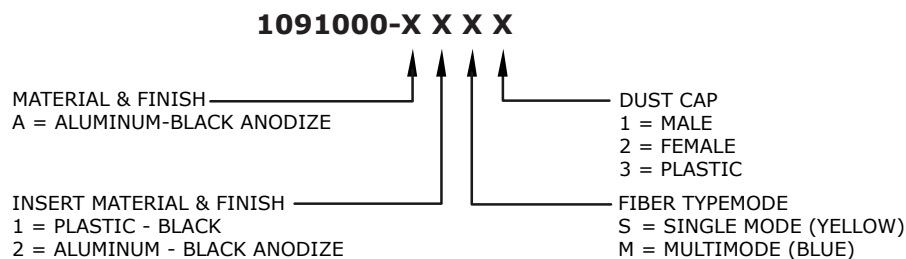 1091000-X X X X
MATERIAL & FINISH
A = ALUMINUM-BLACK ANODIZE
INSERT MATERIAL & FINISH
1 = PLASTIC - BLACK
2 = ALUMINUM - BLACK ANODIZE
DUST CAP
1 = MALE
2 = FEMALE
3 = PLASTIC
FIBER TYPEMODE
S = SINGLE MODE (YELLOW)
M = MULTIMODE (BLUE)